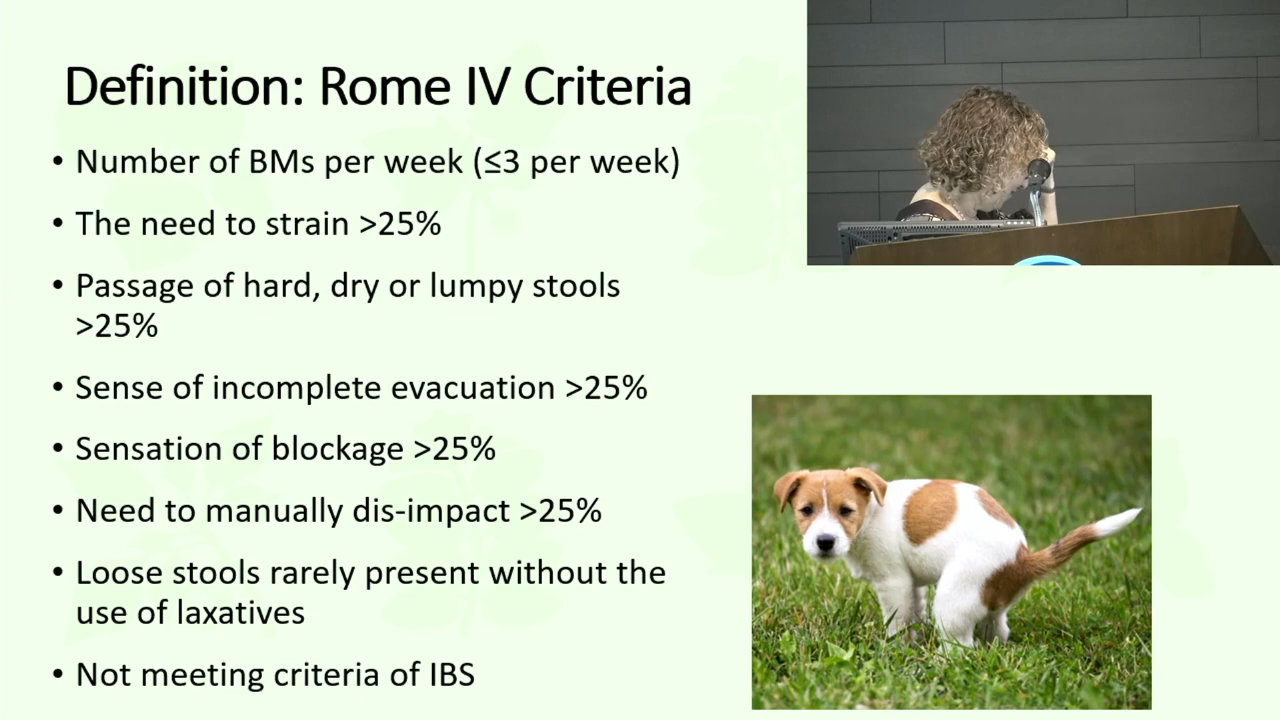 Definition: Rome IV Criteria
• Number of BMs per week (≤3 per week)
• The need to strain >25%
• Passage of hard, dry or lumpy stools
>25%
• Sense of incomplete evacuation >25%
• Sensation of blockage >25%
• Need to manually dis-impact >25%
• Loose stools rarely present without the
use of laxatives
• Not meeting criteria of IBS